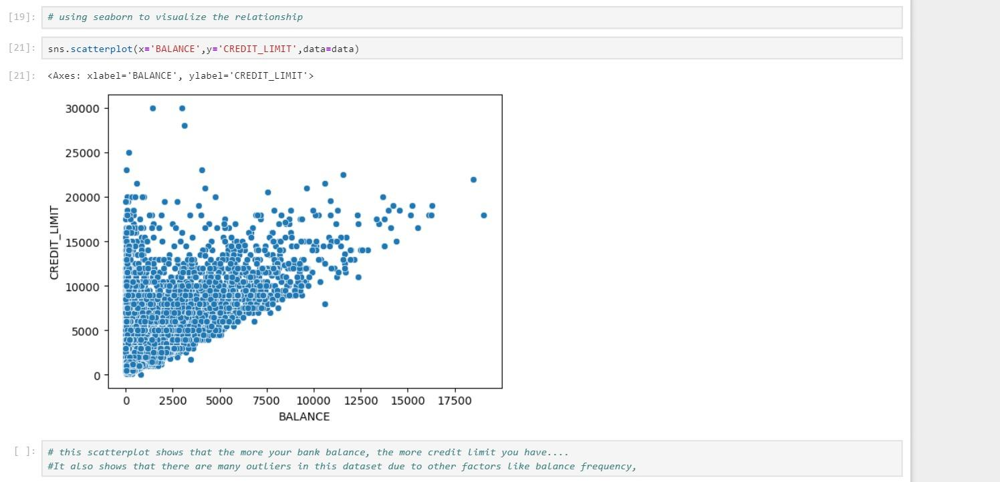 [19]: # using seaborn to visualize the relationship
[21]: sns.scatterplot(x='BALANCE',y='CREDIT_LIMIT',data=data)
[21]: <Axes: xlabel='BALANCE', ylabel='CREDIT_LIMIT'>
30000
25000
20000
15000
10000
5000
0
CREDIT_LIMIT
0 2500 5000 7500 10000 12500 15000 17500
BALANCE
[ ]: # this scatterplot shows that the more your bank balance, the more credit limit you have....
#It also shows that there are many outliers in this dataset due to other factors like balance frequency,